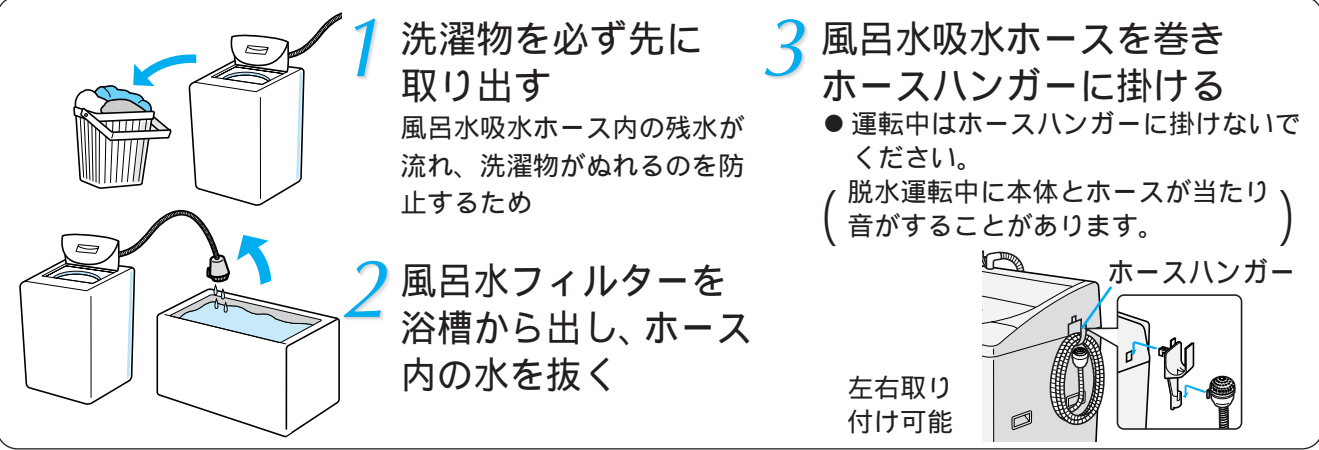 1 洗濯物を必ず先に
取り出す
風呂水吸水ホース内の残水が
流れ、洗濯物がぬれるのを防
止するため
2 風呂水フィルターを
浴槽から出し、ホース
内の水を抜く
3 風呂水吸水ホースを巻き
ホースハンガーに掛ける
● 運転中はホースハンガーに掛けないで
ください。
(脱水運転中に本体とホースが当たり
音がすることがあります。)
ホースハンガー
左右取り
付け可能